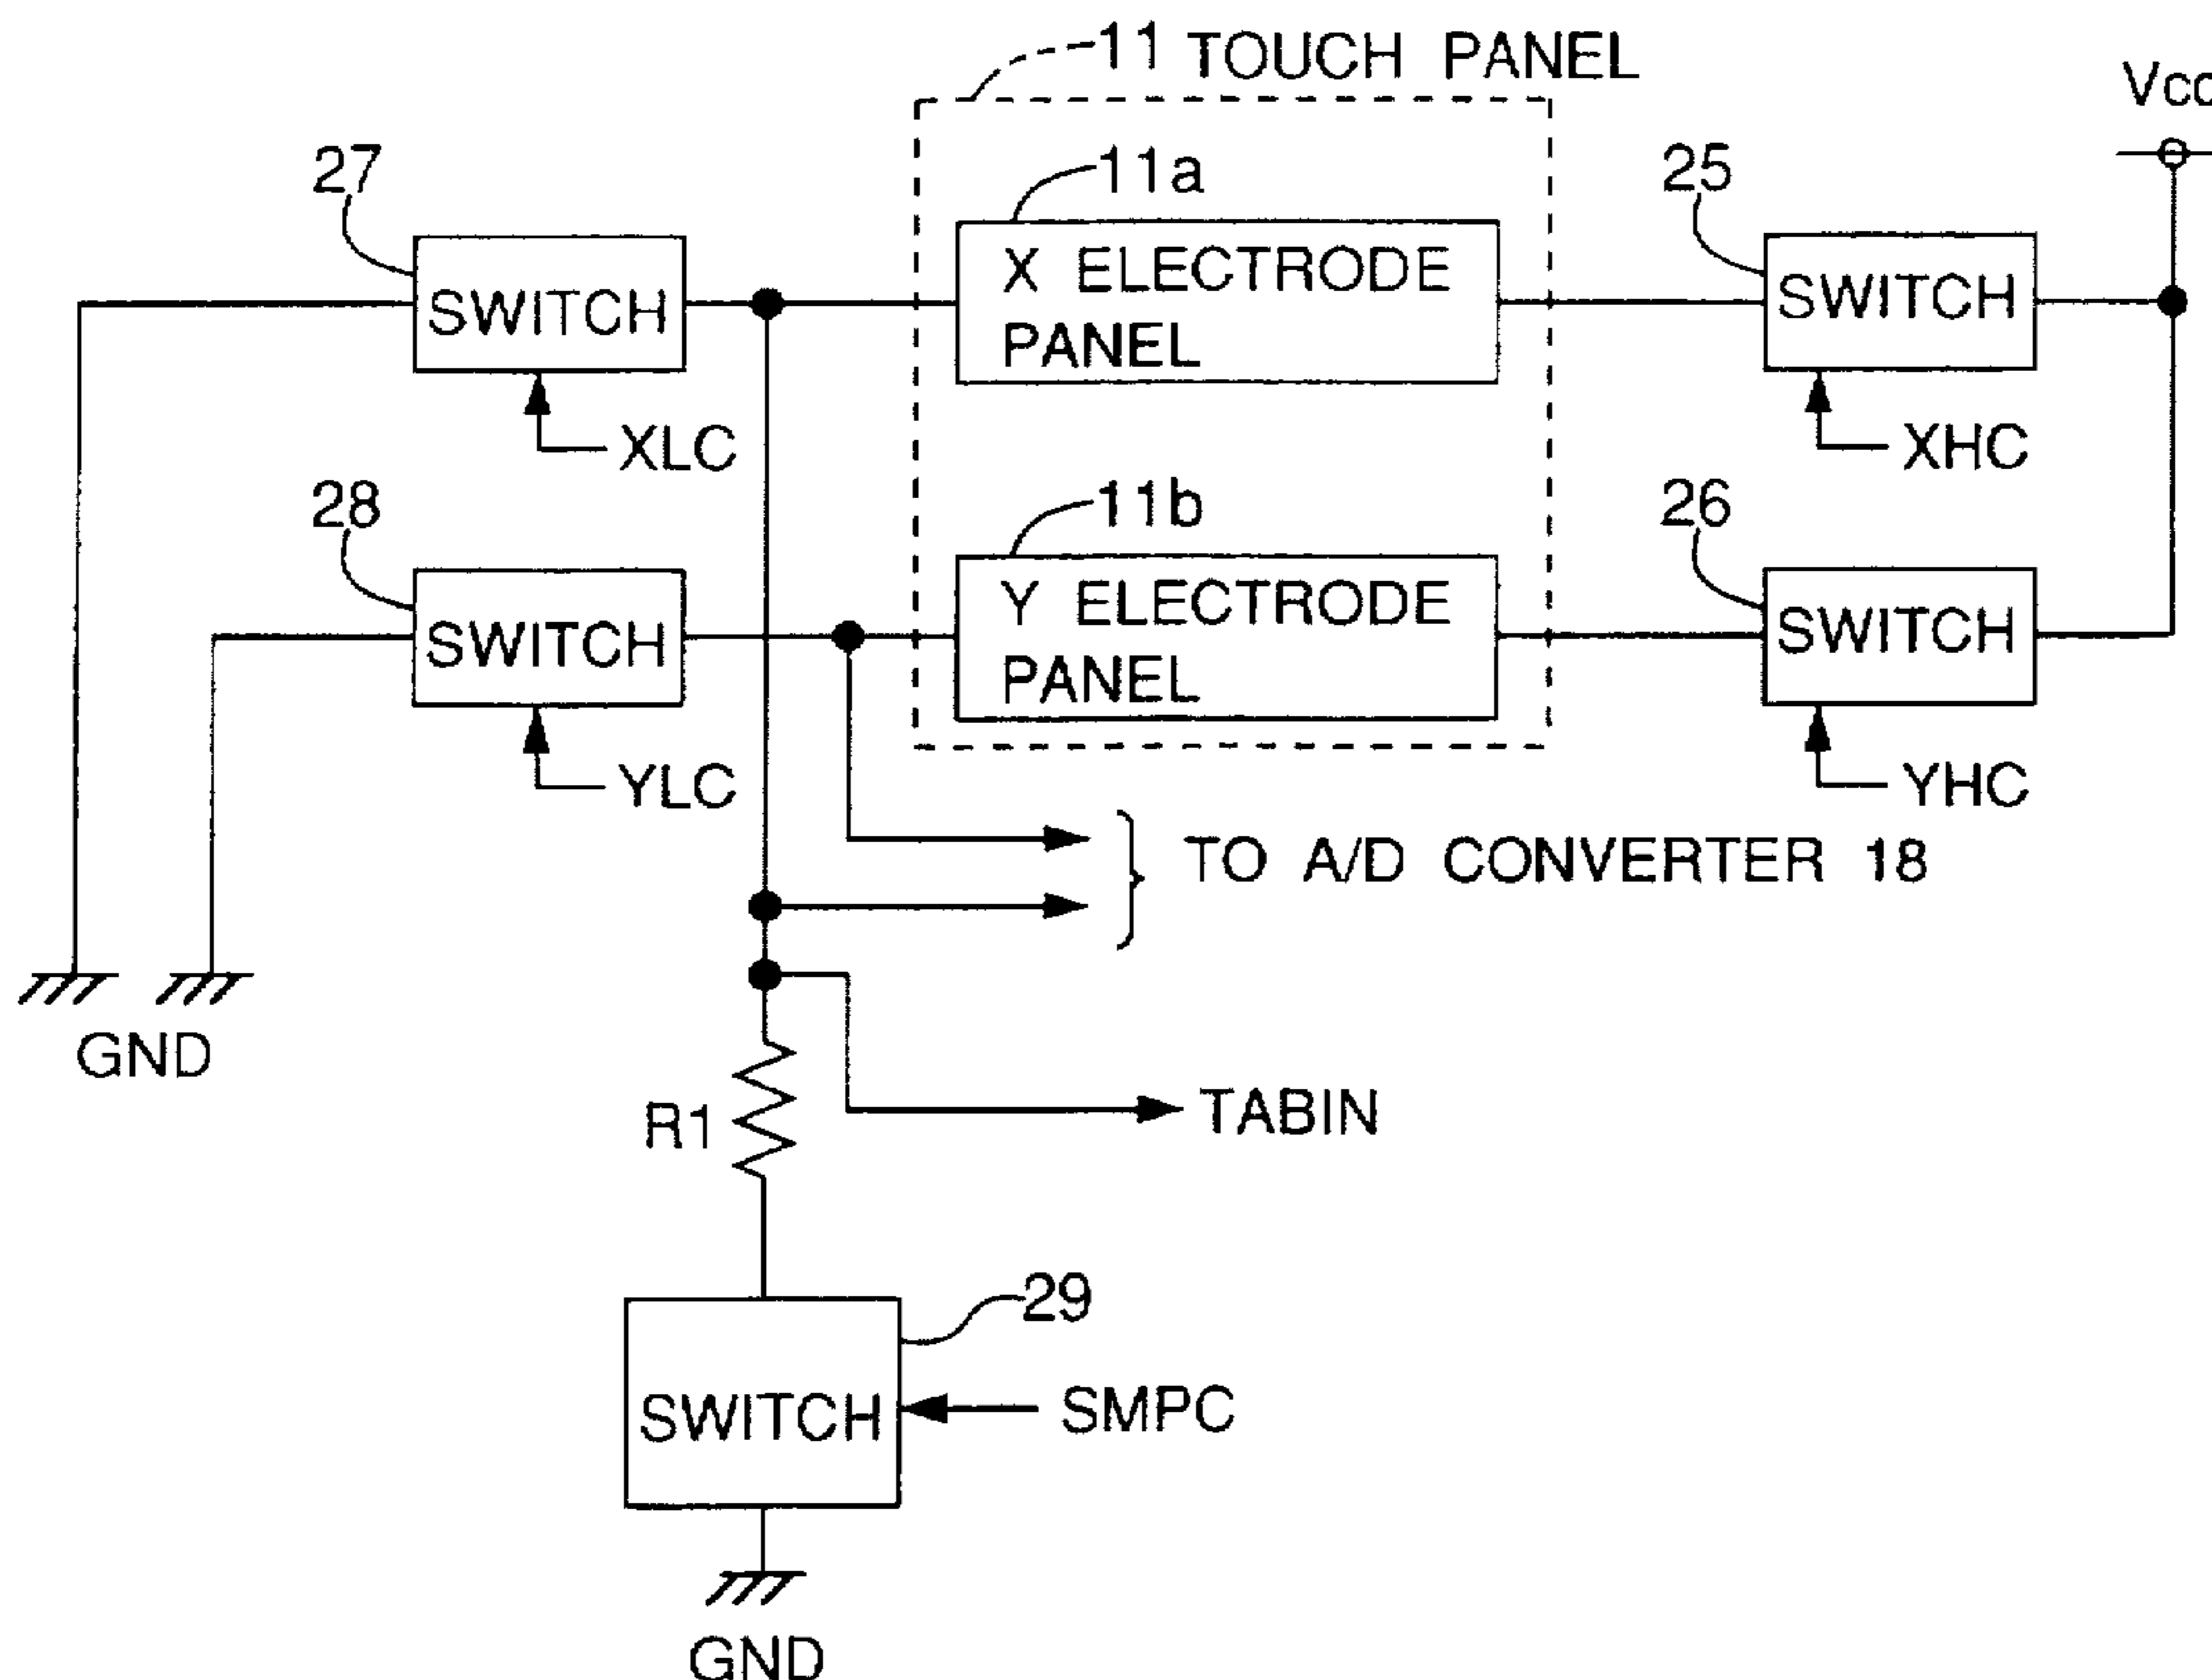 11 TOUCH PANEL
Vcc
27
11a
25
SWITCH
X ELECTRODE
PANEL
SWITCH
XLC
XHC
28
11b
26
SWITCH
Y ELECTRODE
PANEL
SWITCH
YLC
YHC
TO A/D CONVERTER 18
GND
R1
TABIN
29
SWITCH
SMPC
GND